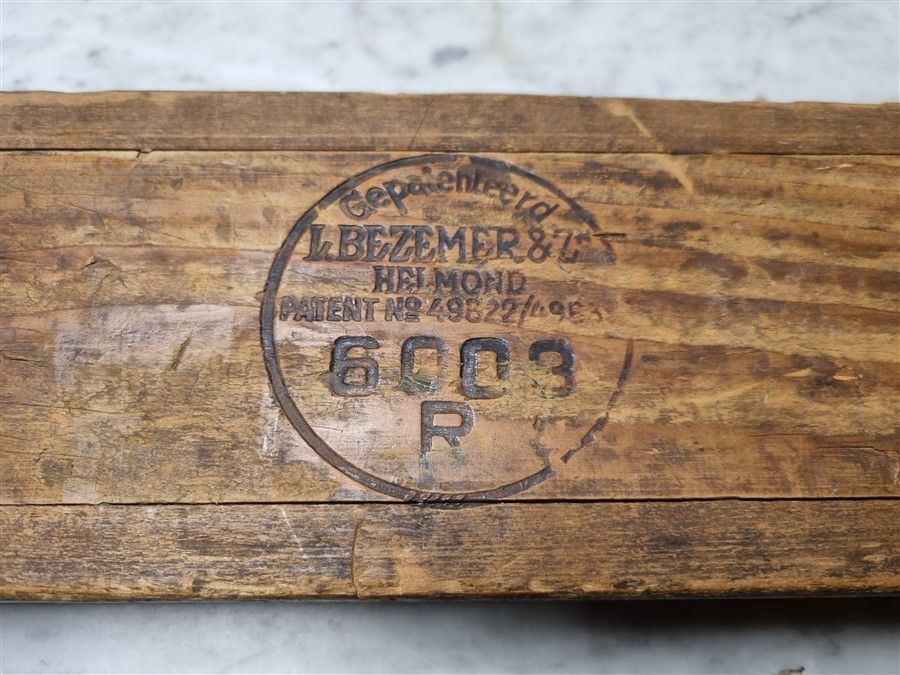 Gepatenteerd
L. BEZEMER &
HELMOND
PATENT No 49822/
6003
R